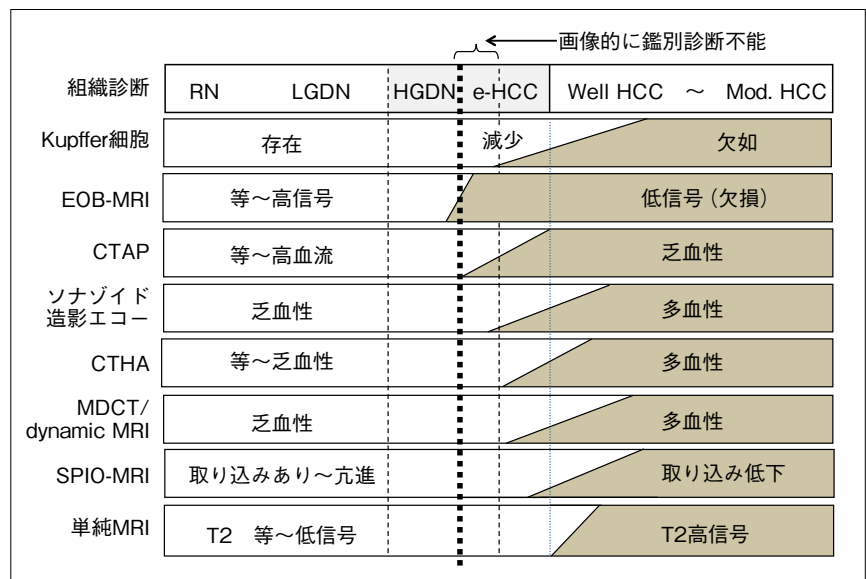 画像的に鑑別診断不能
組織診断 RN LGDN HGDN e-HCC Well HCC ～ Mod. HCC
Kupffer細胞 存在 減少 欠如
EOB-MRI 等～高信号 低信号（欠損）
CTAP 等～高血流 乏血性
ソナゾイド
造影エコー 乏血性 多血性
CTHA 等～乏血性 多血性
MDCT/
dynamic MRI 乏血性 多血性
SPIO-MRI 取り込みあり～亢進 取り込み低下
単純MRI T2 等～低信号 T2高信号